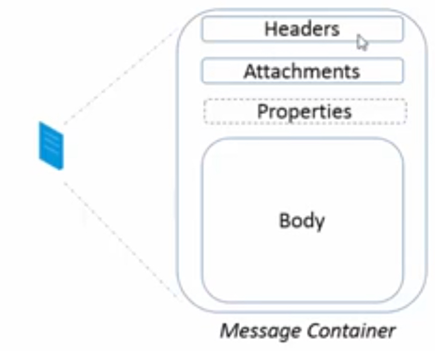 Headers
Attachments
Properties
Body
Message Container